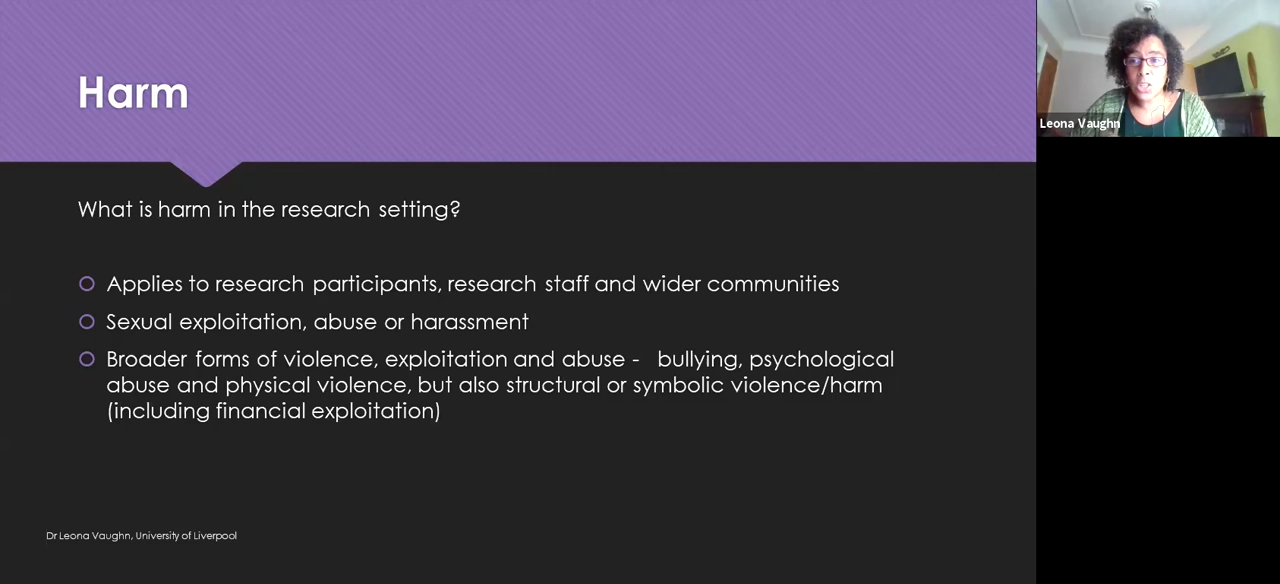 Harm
Leona Vaughn
What is harm in the research setting?
Applies to research participants, research staff and wider communities
Sexual exploitation, abuse or harassment
Broader forms of violence, exploitation and abuse - bullying, psychological
abuse and physical violence, but also structural or symbolic violence/harm
(including financial exploitation)
Dr Leona Vaughn, University of Liverpool